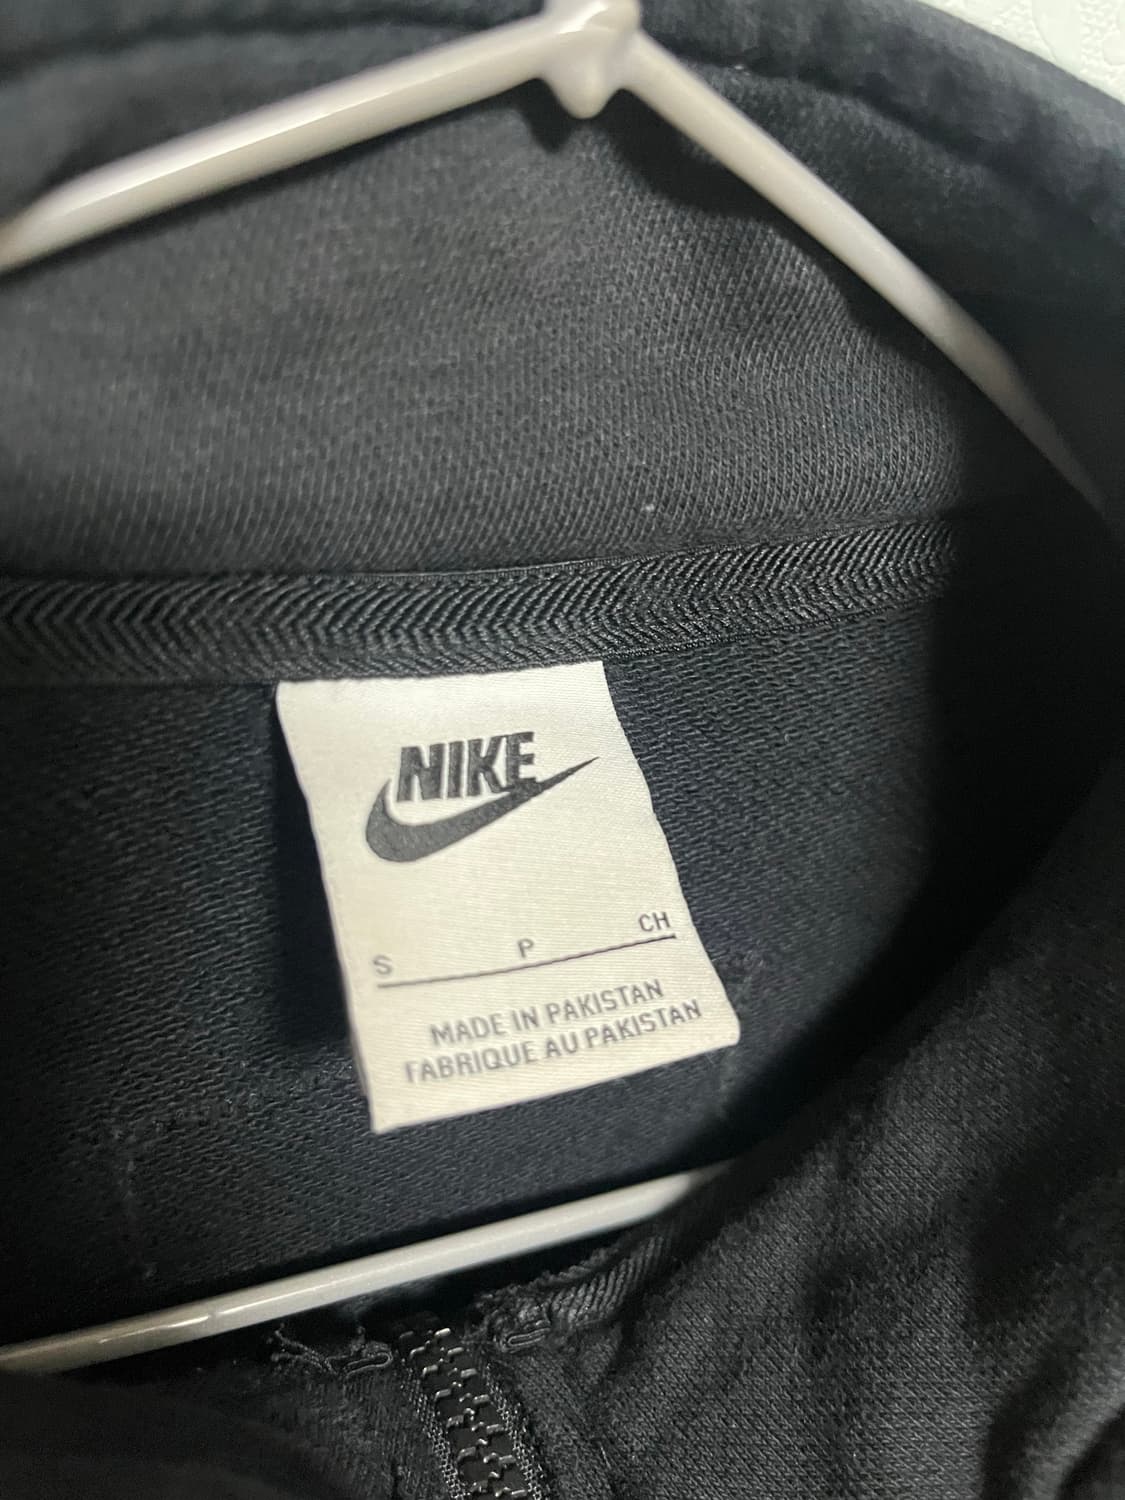 NIKE
S P CH
MADE IN PAKISTAN
FABRIQUE AU PAKISTAN